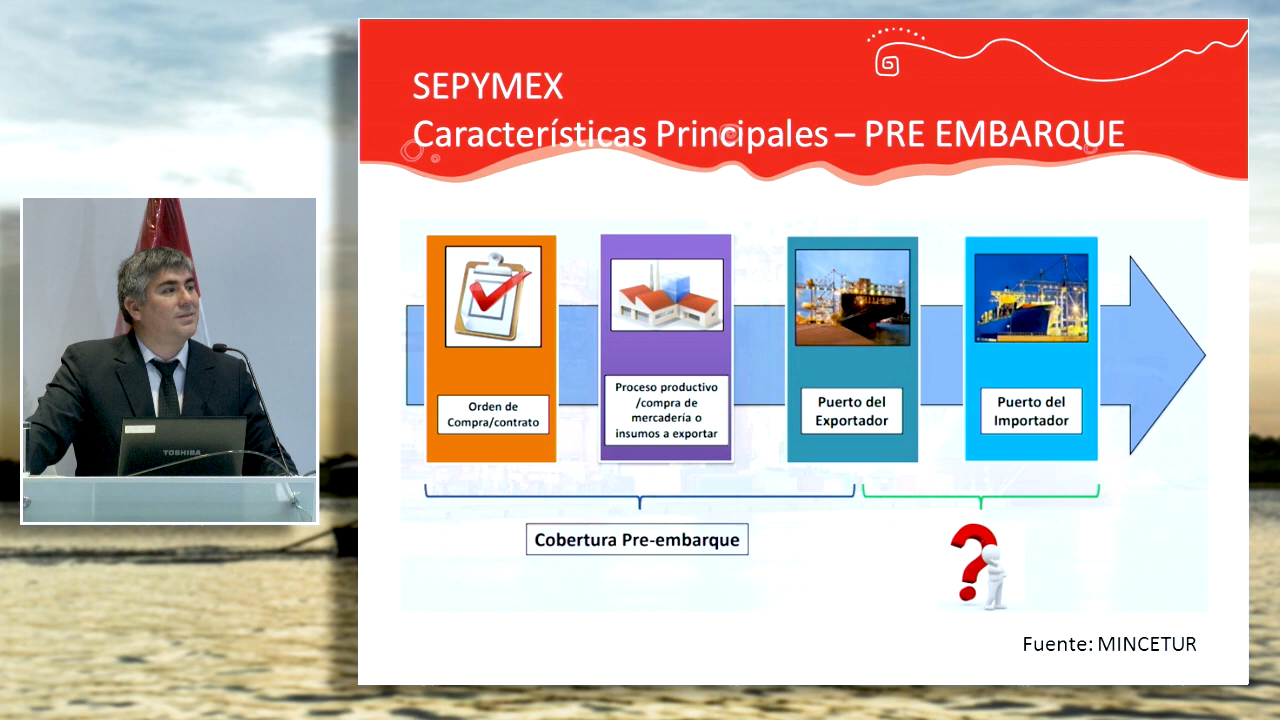 SEPYMEX
Características Principales – PRE EMBARQUE
Orden de
Compra/contrato
Proceso productivo
/compra de
mercadería o
insumos a exportar
Puerto del
Exportador
Puerto del
Importador
Cobertura Pre-embarque
Fuente: MINCETUR
TOSHIBA